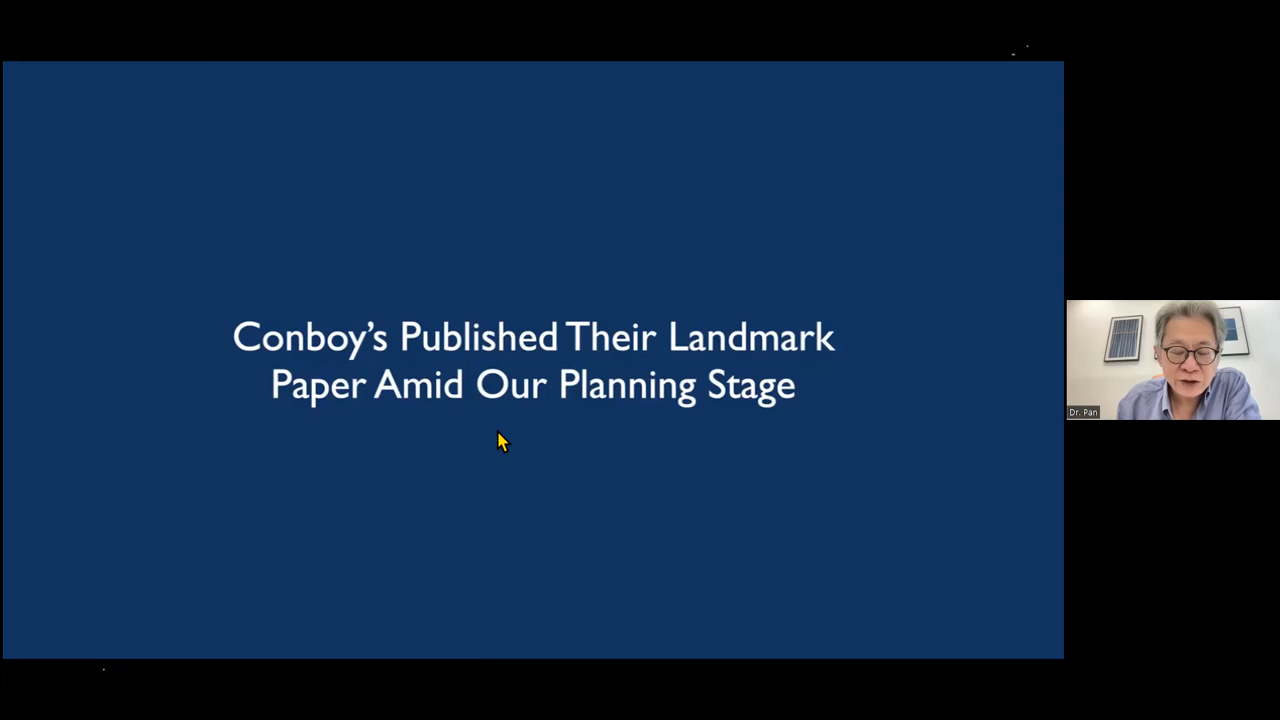 Conboy's Published Their Landmark
Paper Amid Our Planning Stage
Dr. Pan